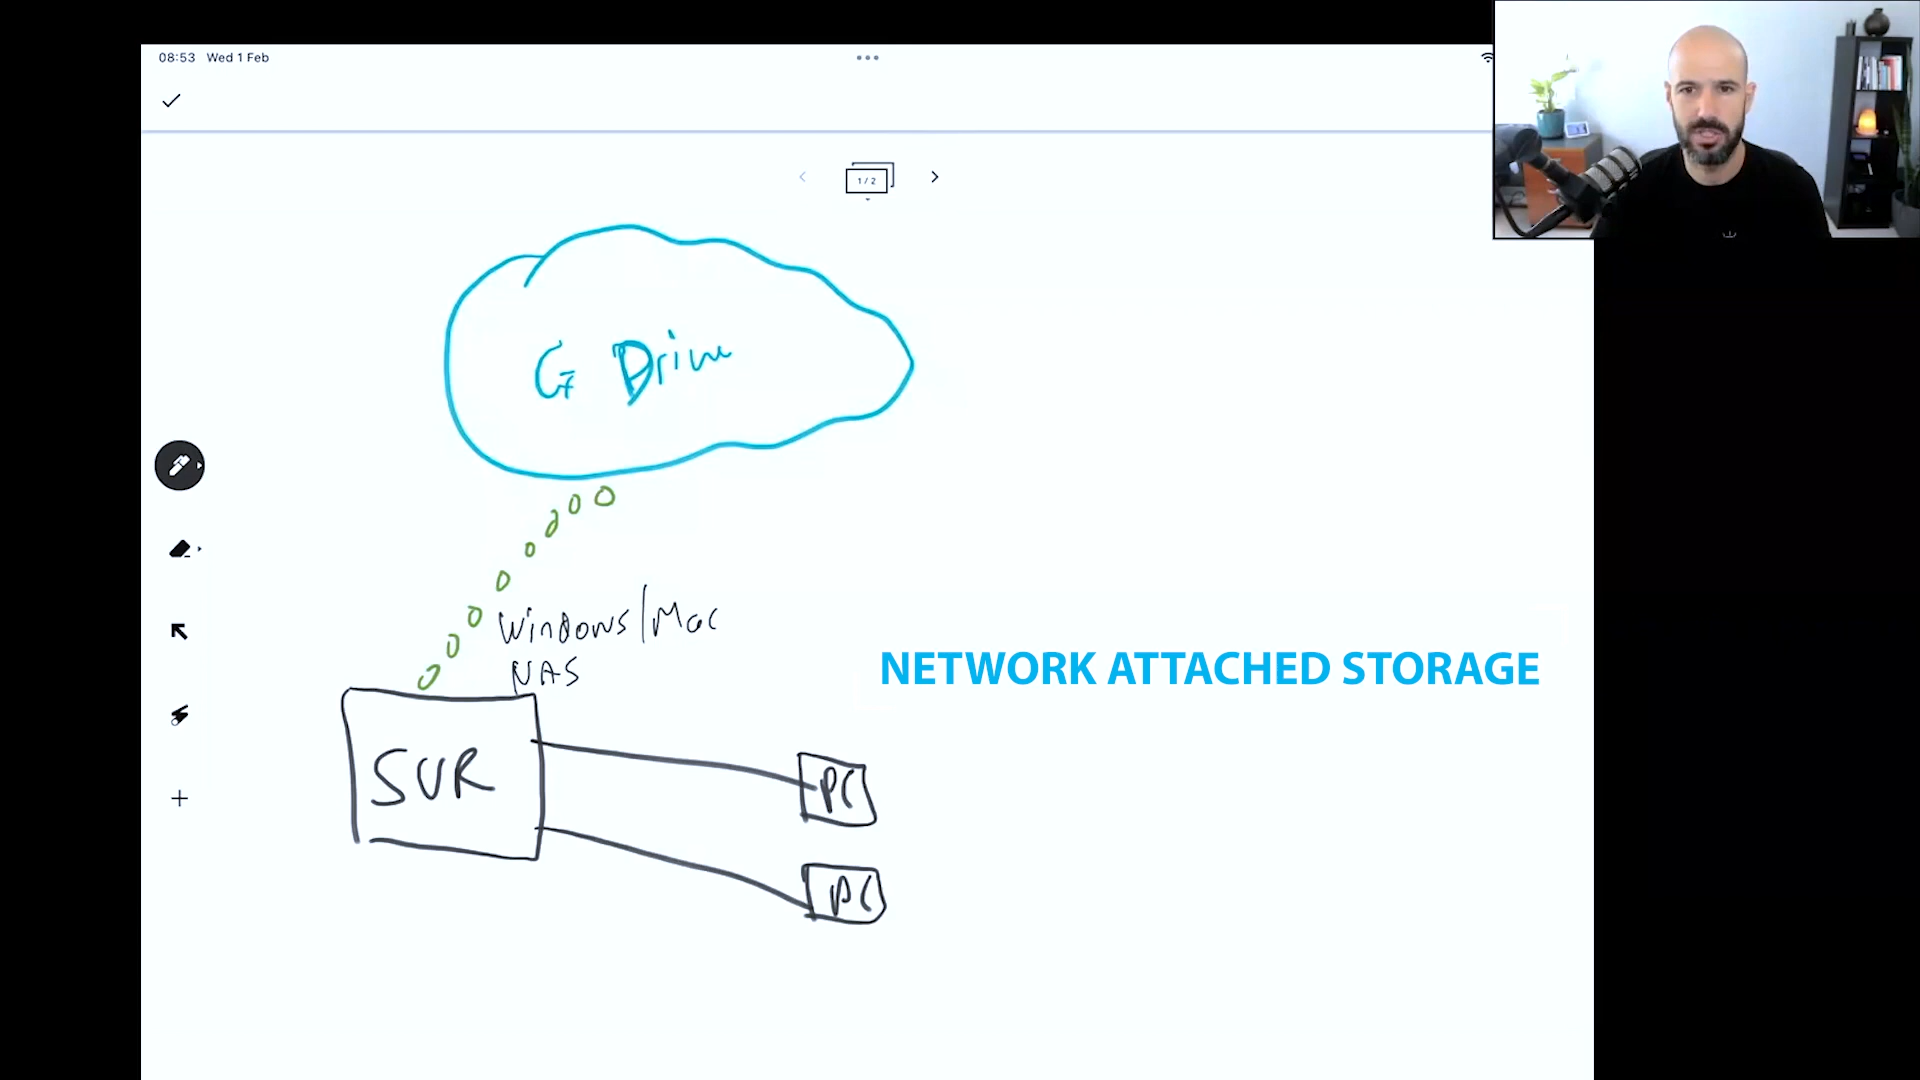 08:53 Wed 1 Feb
1 / 2
G Drive
Windows/Mac
NAS
NETWORK ATTACHED STORAGE
SVR
PC
PC